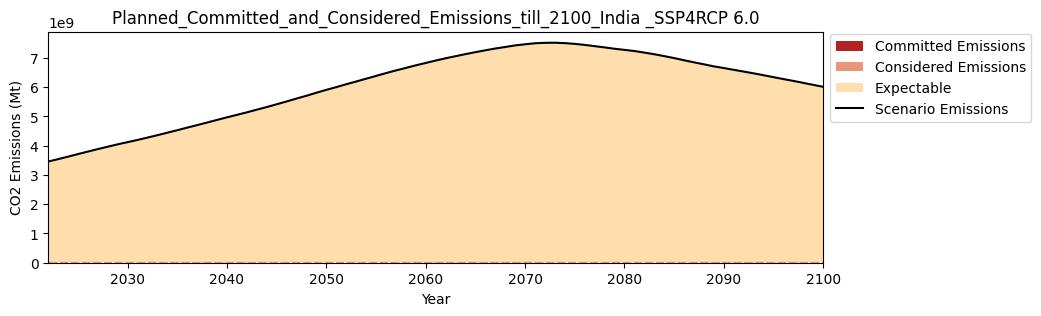 Planned_Committed_and_Considered_Emissions_till_2100_India _SSP4RCP 6.0
1e9
7
6
5
4
3
2
1
0
CO2 Emissions (Mt)
2030 2040 2050 2060 2070 2080 2090 2100
Year
Committed Emissions
Considered Emissions
Expectable
Scenario Emissions